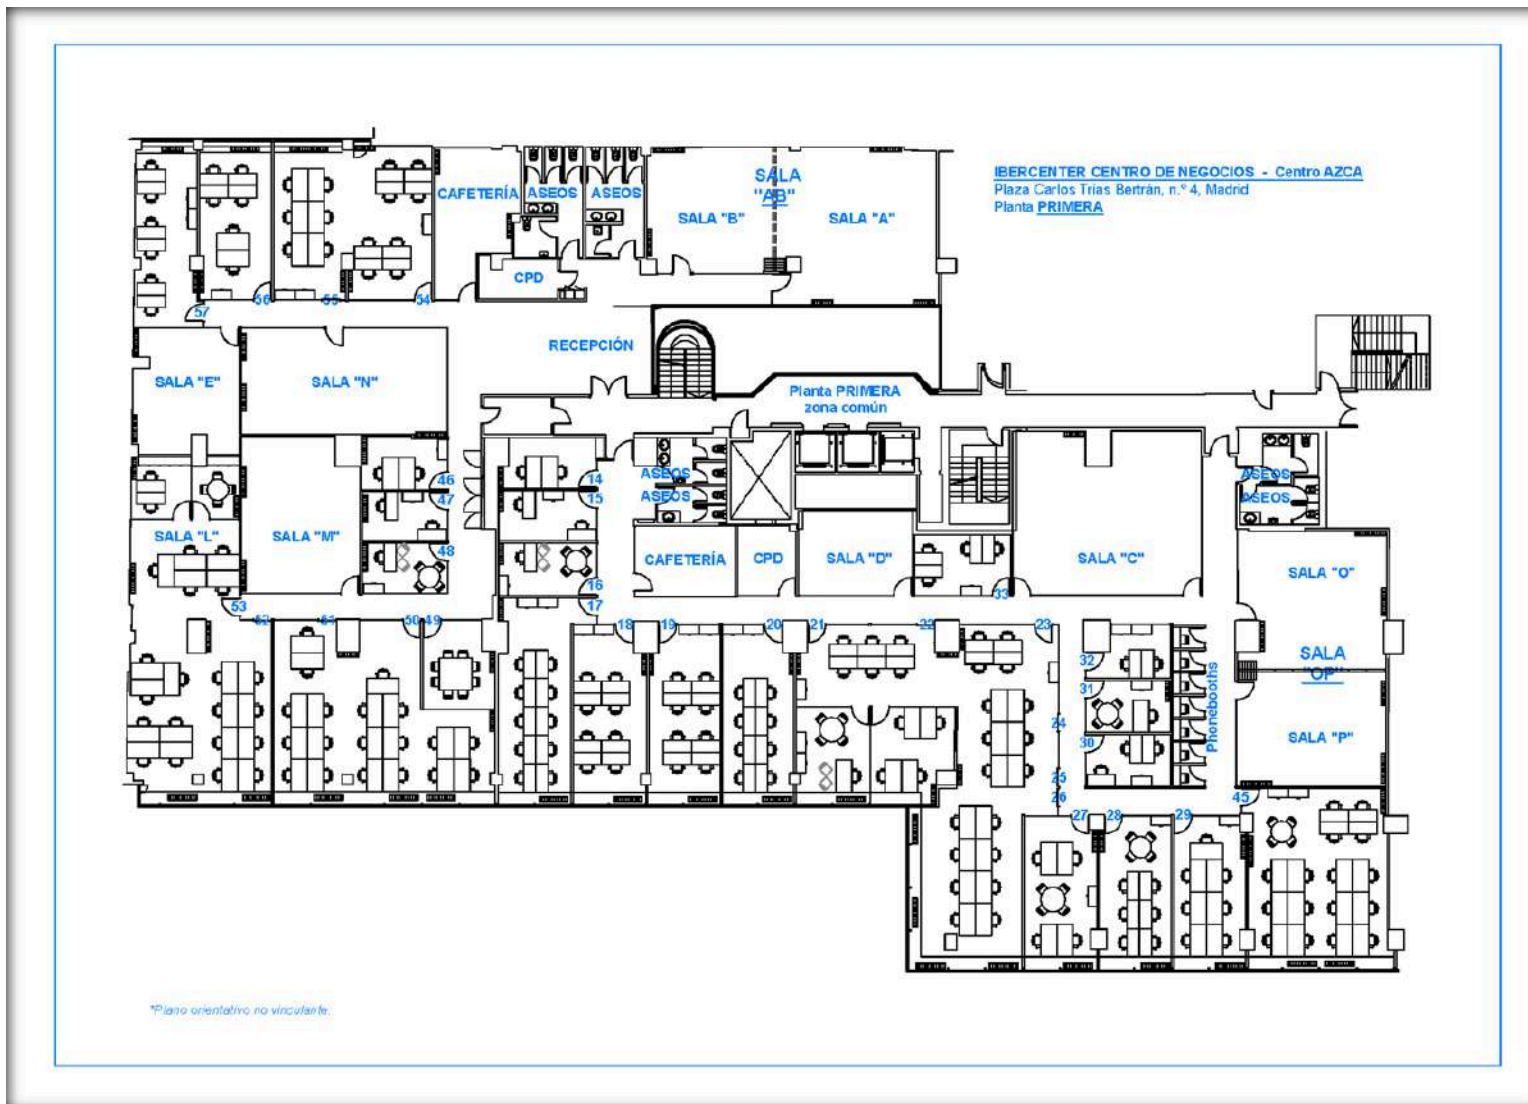 IBERCENTER CENTRO DE NEGOCIOS - Centro AZCA
Plaza Carlos Trías Bertrán, n.º 4, Madrid
Planta PRIMERA
CAFETERÍA
ASEOS
ASEOS
SALA
"AB"
SALA "B"
SALA "A"
CPD
56
55
54
57
RECEPCIÓN
SALA "E"
SALA "N"
Planta PRIMERA
zona común
46
47
48
14
15
16
17
ASEOS
ASEOS
ASEOS
ASEOS
SALA "L"
SALA "M"
CAFETERÍA
CPD
SALA "D"
33
SALA "C"
SALA "O"
SALA
"OP"
SALA "P"
53
52
51
50
49
18
19
20
21
22
23
32
31
24
30
25
26
Phonebooths
27
28
29
45
*Plano orientativo no vinculante.